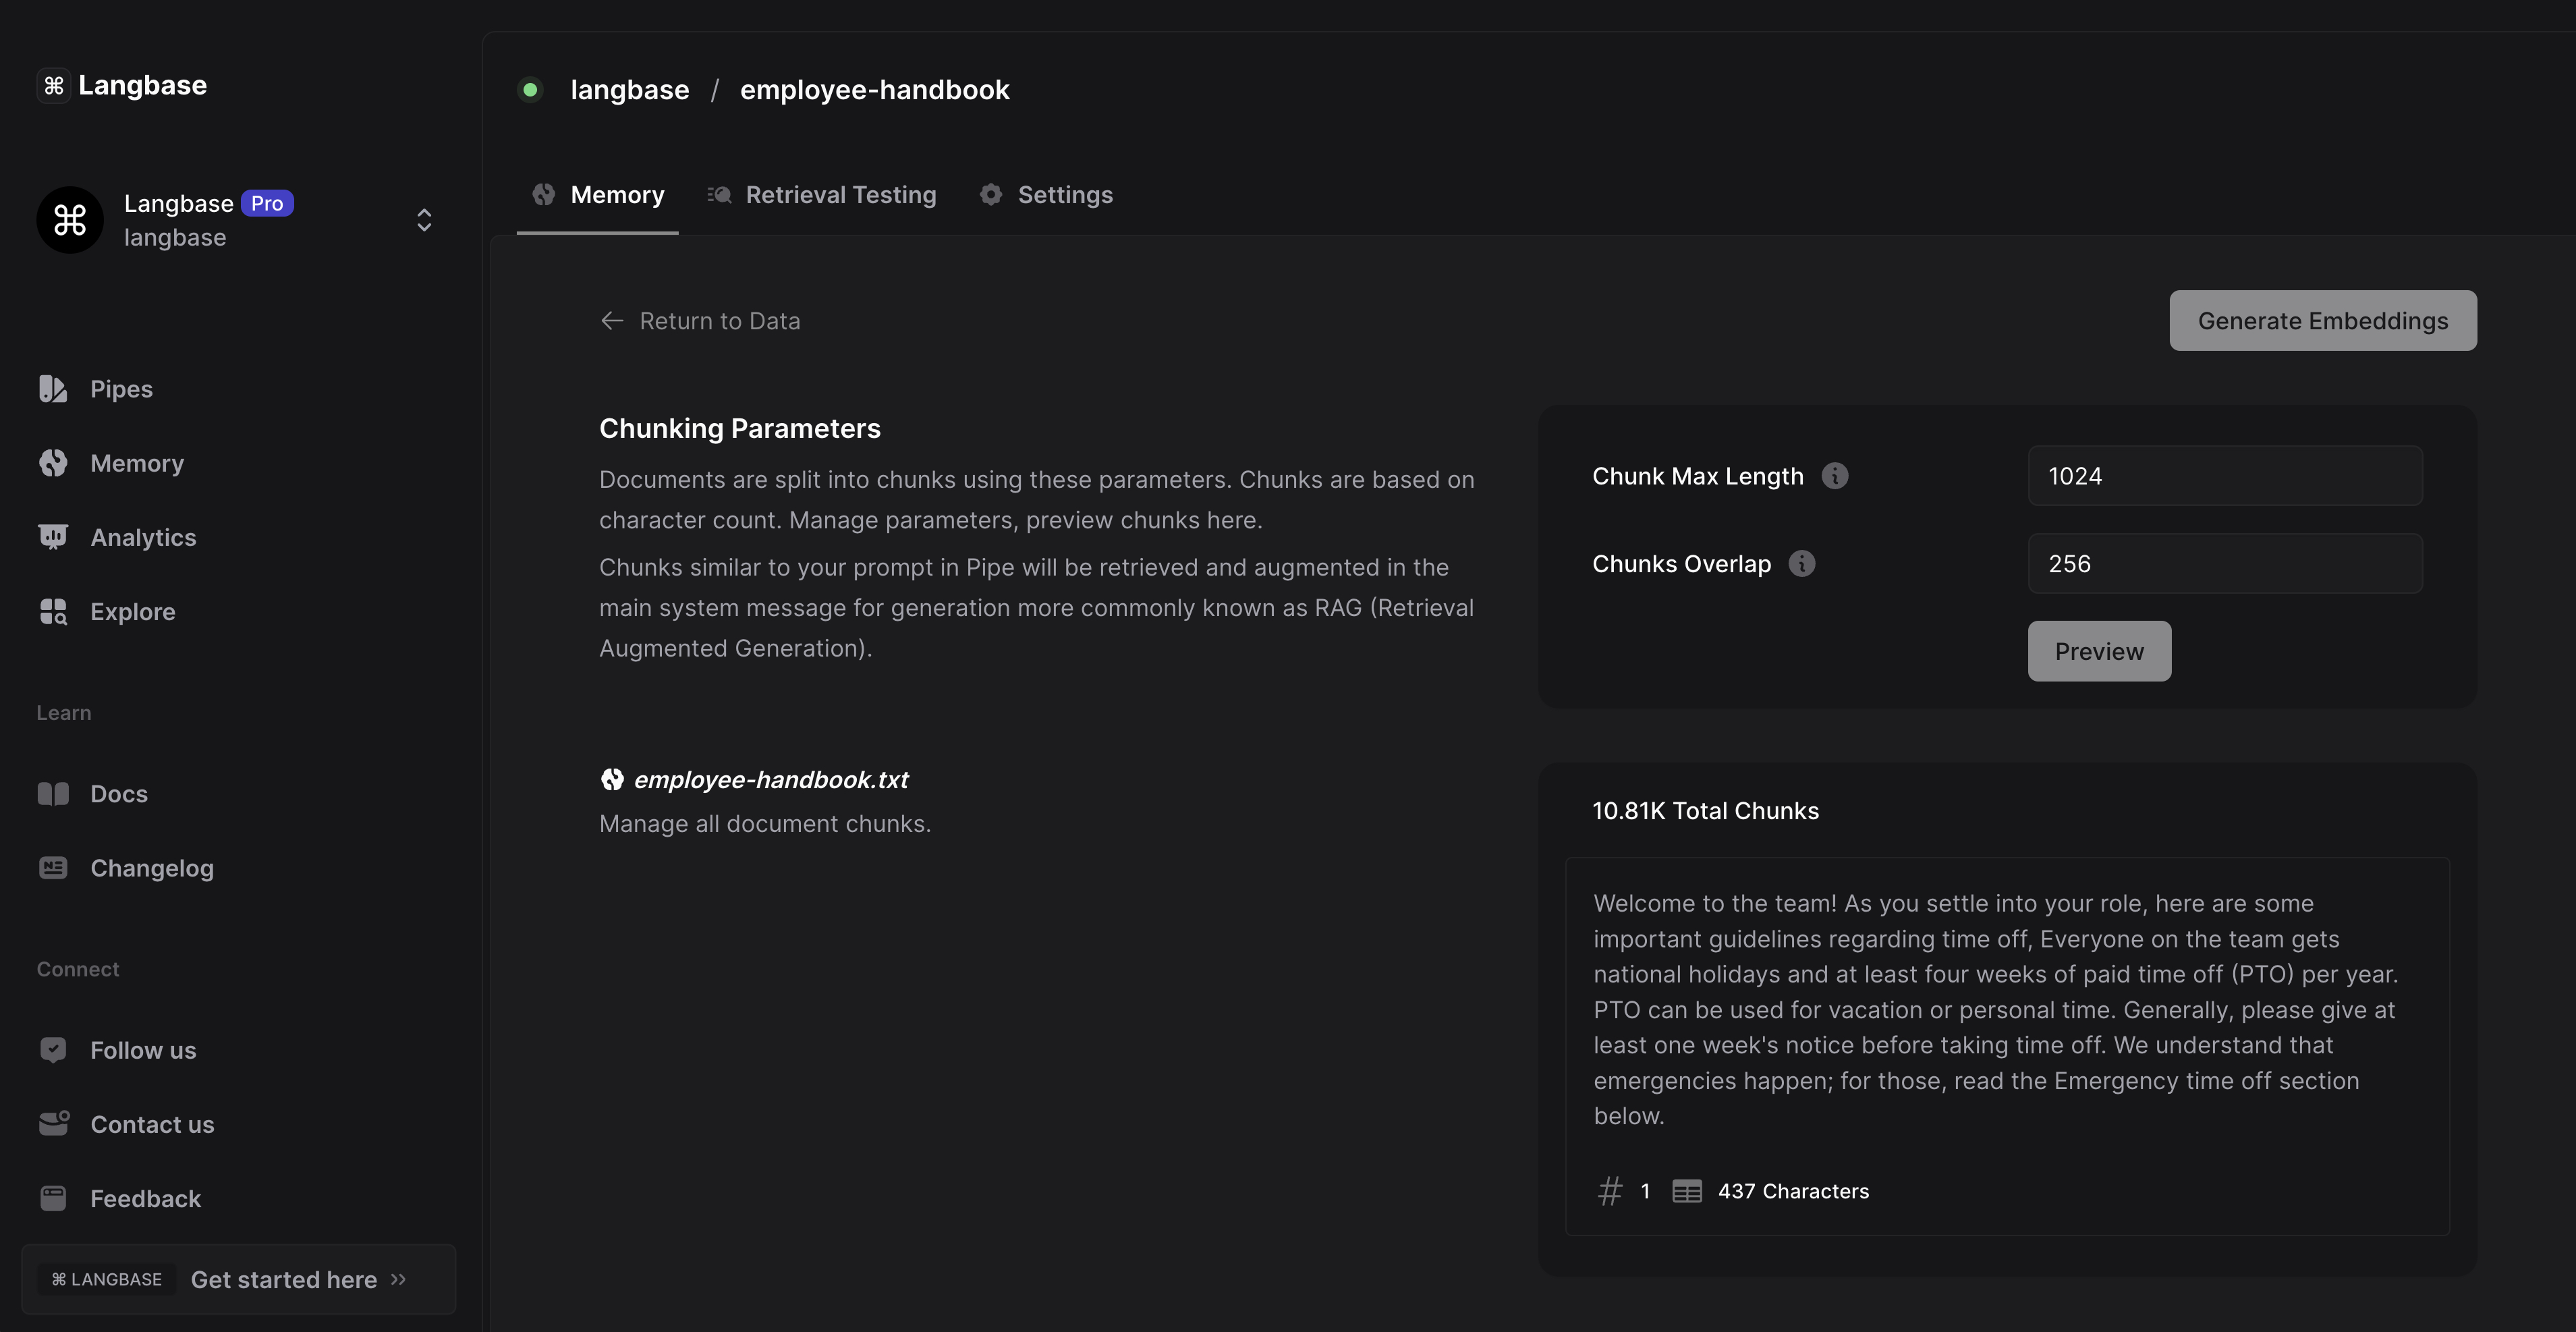 ⌘ Langbase
langbase / employee-handbook
Langbase Pro
langbase
Memory
Retrieval Testing
Settings
Pipes
Memory
Analytics
Explore
Learn
Docs
Changelog
Connect
Follow us
Contact us
Feedback
⌘ LANGBASE Get started here »
← Return to Data
Generate Embeddings
Chunking Parameters
Documents are split into chunks using these parameters. Chunks are based on
character count. Manage parameters, preview chunks here.
Chunks similar to your prompt in Pipe will be retrieved and augmented in the
main system message for generation more commonly known as RAG (Retrieval
Augmented Generation).
Chunk Max Length 1024
Chunks Overlap 256
Preview
employee-handbook.txt
Manage all document chunks.
10.81K Total Chunks
Welcome to the team! As you settle into your role, here are some
important guidelines regarding time off, Everyone on the team gets
national holidays and at least four weeks of paid time off (PTO) per year.
PTO can be used for vacation or personal time. Generally, please give at
least one week's notice before taking time off. We understand that
emergencies happen; for those, read the Emergency time off section
below.
# 1 437 Characters